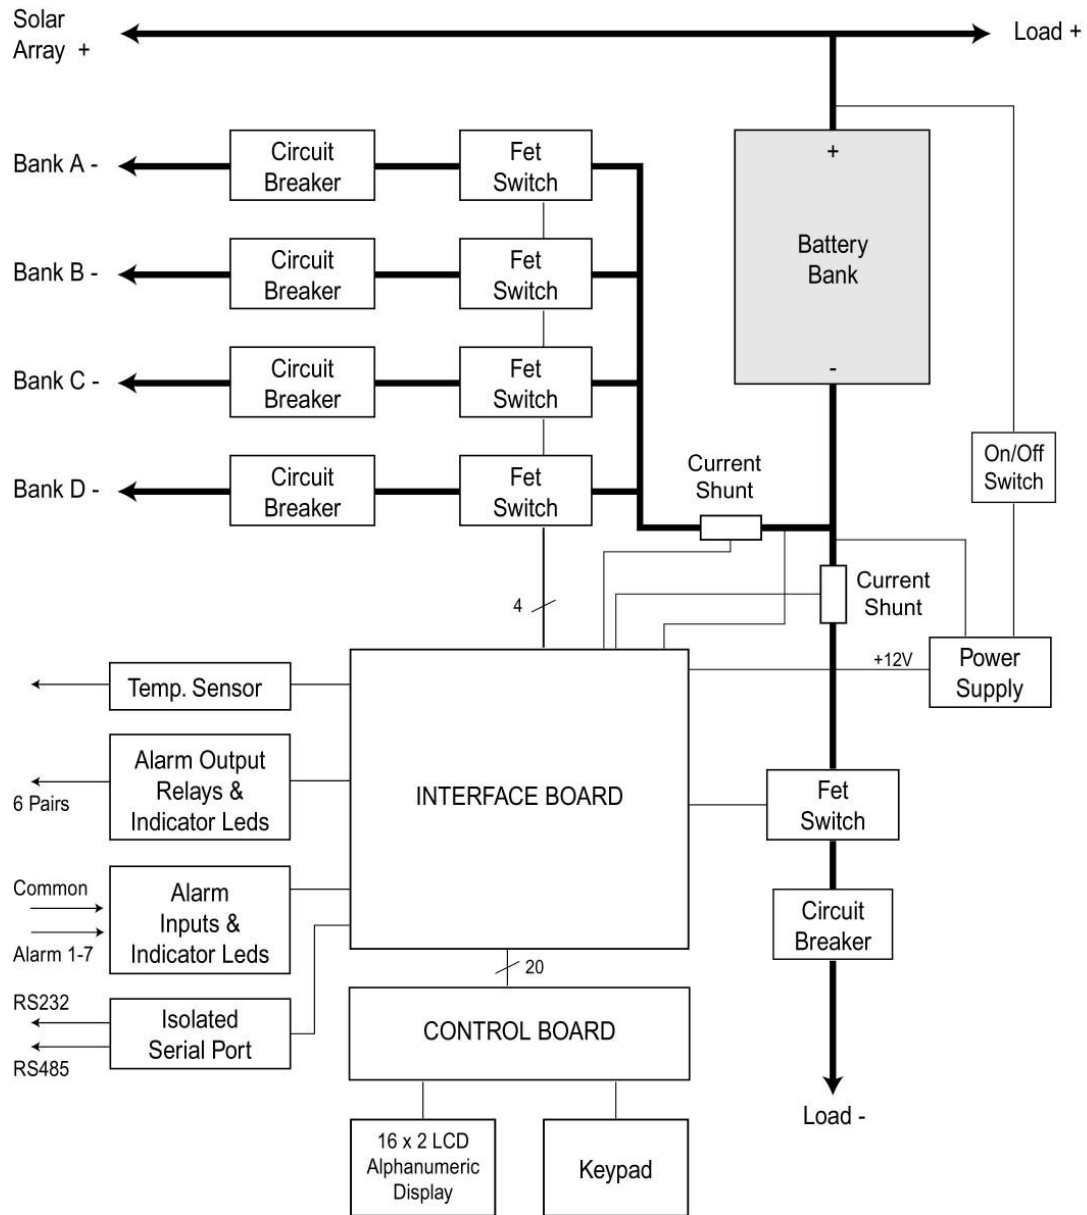 Solar
Array +
Load +
Bank A -
Circuit
Breaker
Fet
Switch
+
Battery
Bank
-
Bank B -
Circuit
Breaker
Fet
Switch
Bank C -
Circuit
Breaker
Fet
Switch
Bank D -
Circuit
Breaker
Fet
Switch
Current
Shunt
On/Off
Switch
Current
Shunt
4
+12V
Power
Supply
Temp. Sensor
Alarm Output
Relays &
Indicator Leds
6 Pairs
INTERFACE BOARD
Fet
Switch
Common
Alarm 1-7
Alarm
Inputs &
Indicator Leds
Circuit
Breaker
20
RS232
RS485
Isolated
Serial Port
CONTROL BOARD
Load -
16 x 2 LCD
Alphanumeric
Display
Keypad